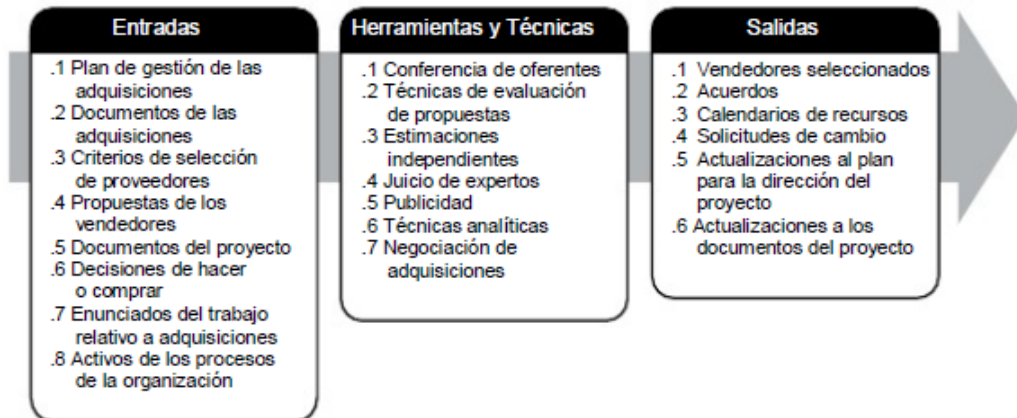 Entradas
.1 Plan de gestión de las
adquisiciones
.2 Documentos de las
adquisiciones
.3 Criterios de selección
de proveedores
.4 Propuestas de los
vendedores
.5 Documentos del proyecto
.6 Decisiones de hacer
o comprar
.7 Enunciados del trabajo
relativo a adquisiciones
.8 Activos de los procesos
de la organización
Herramientas y Técnicas
.1 Conferencia de oferentes
.2 Técnicas de evaluación
de propuestas
.3 Estimaciones
independientes
.4 Juicio de expertos
.5 Publicidad
.6 Técnicas analíticas
.7 Negociación de
adquisiciones
Salidas
.1 Vendedores seleccionados
.2 Acuerdos
.3 Calendarios de recursos
.4 Solicitudes de cambio
.5 Actualizaciones al plan
para la dirección del
proyecto
.6 Actualizaciones a los
documentos del proyecto